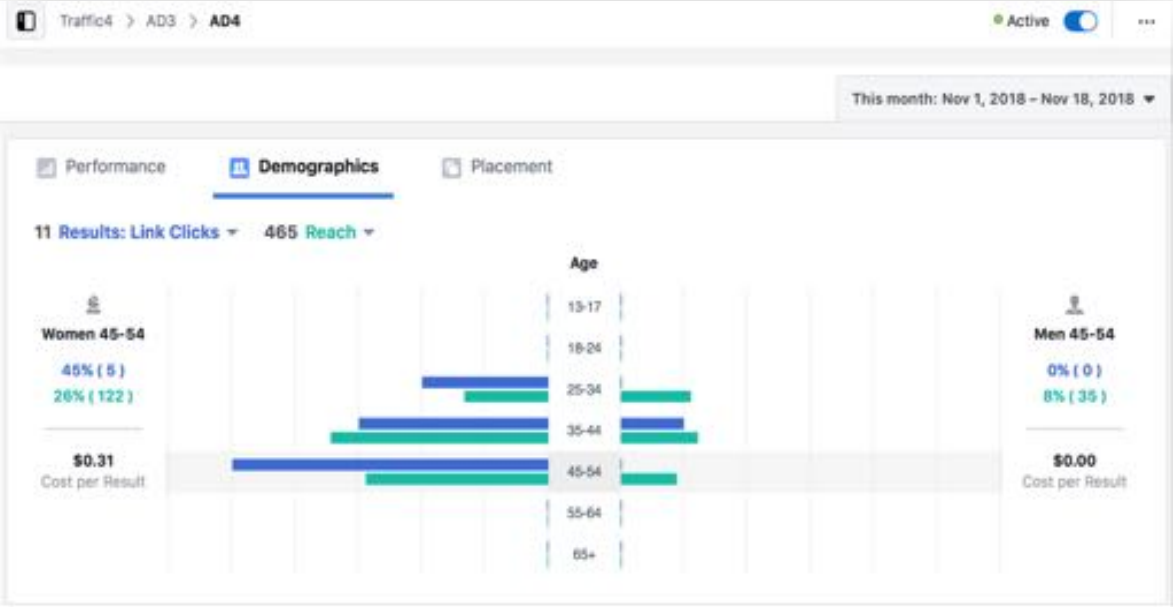 Traffic4 > AD3 > AD4
Active
...
This month: Nov 1, 2018 – Nov 18, 2018
Performance
Demographics
Placement
11 Results: Link Clicks
465 Reach
Age
13-17
18-24
25-34
35-44
45-54
55-64
65+
Women 45-54
45% ( 5 )
26% ( 122 )
$0.31
Cost per Result
Men 45-54
0% ( 0 )
8% ( 35 )
$0.00
Cost per Result